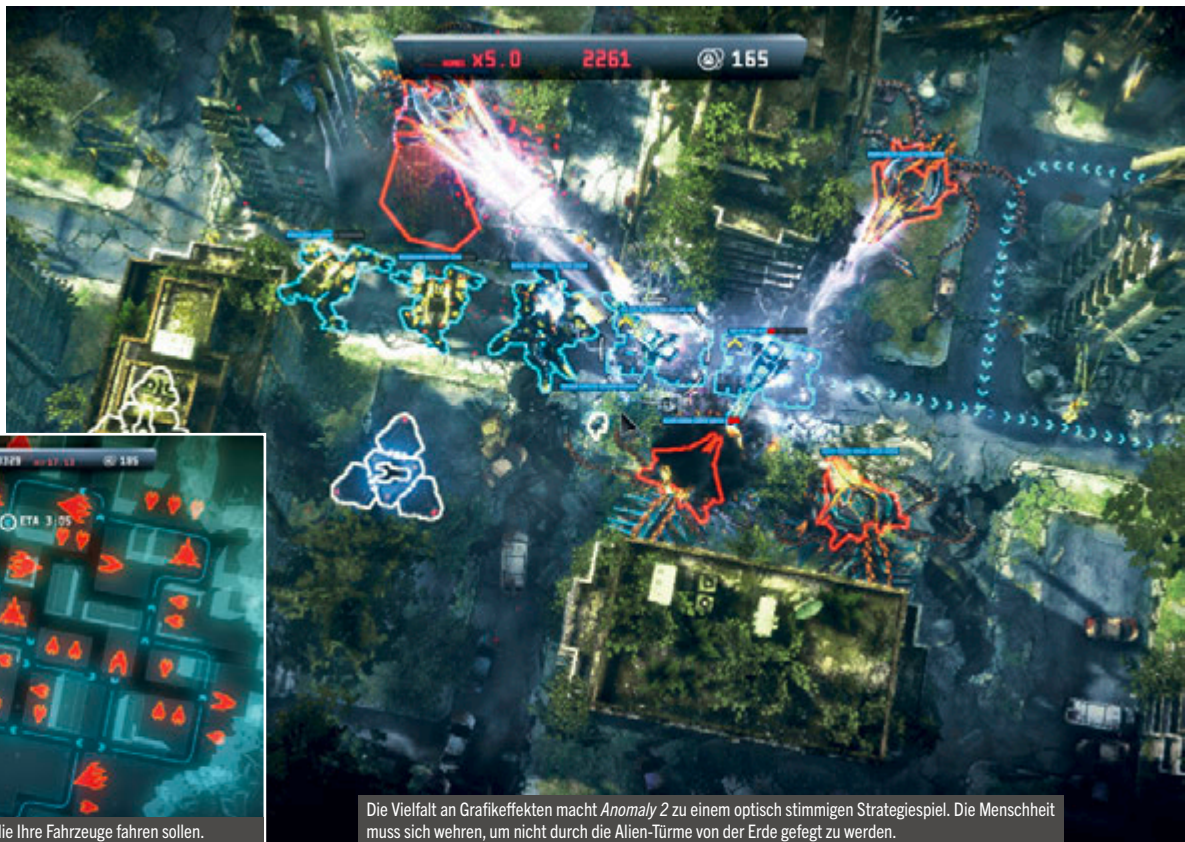 x5.0 2261 165
185
ETA 3:05
lie Ihre Fahrzeuge fahren sollen.
Die Vielfalt an Grafikeffekten macht Anomaly 2 zu einem optisch stimmigen Strategiespiel. Die Menschheit
muss sich wehren, um nicht durch die Alien-Türme von der Erde gefegt zu werden.